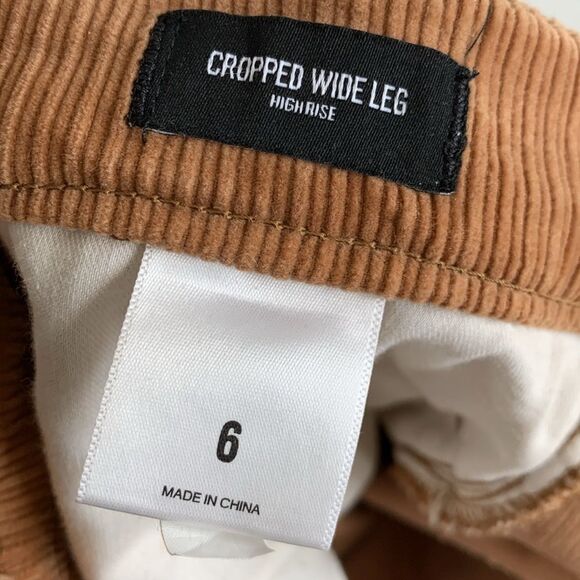 CROPPED WIDE LEG
HIGH RISE
6
MADE IN CHINA